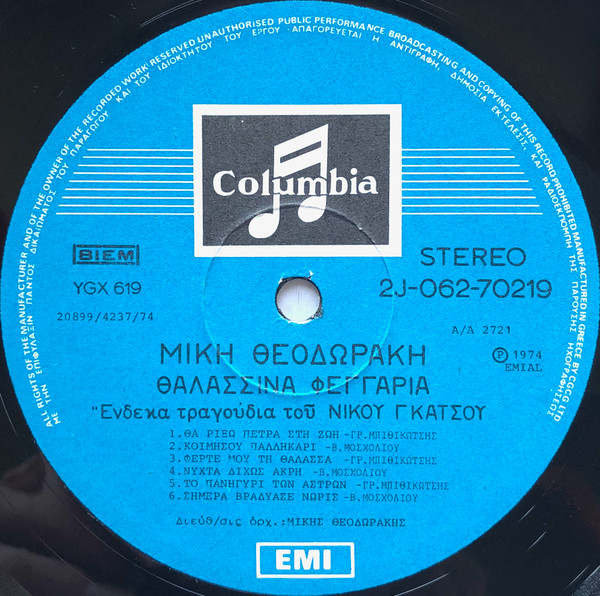 ALL RIGHTS OF THE MANUFACTURER AND OF THE OWNER OF THE RECORDED WORK RESERVED UNAUTHORISED PUBLIC PERFORMANCE BROADCASTING AND COPYING OF THIS RECORD PROHIBITED MANUFACTURED IN GREECE BY CGCG LTD
ΜΕ ΤΗΝ ΕΠΙΦΥΛΑΞΙΝ ΠΑΝΤΟΣ ΔΙΚΑΙΩΜΑΤΟΣ ΤΟΥ ΠΑΡΑΓΩΓΟΥ ΚΑΙ ΤΟΥ ΙΔΙΟΚΤΗΤΟΥ ΤΟΥ ΕΡΓΟΥ ·ΑΠΑΓΟΡΕΥΕΤΑΙ Η ΑΝΤΙΓΡΑΦΗ, ΔΗΜΟΣΙΑ ΕΚΤΕΛΕΣΙΣ, ΚΑΙ ΡΑΔΙΟΕΚΠΟΜΠΗ ΤΗΣ ΠΑΡΟΥΣΗΣ ΗΧΟΓΡΑΦΗΣΕΩΣ
Columbia
BIEM
STEREO
YGX 619
2J-062-70219
20899/4237/74
A/A 2721
ΜΙΚΗ ΘΕΟΔΩΡΑΚΗ
Ⓟ 1974
EMIAL
ΘΑΛΑΣΣΙΝΑ ΦΕΓΓΑΡΙΑ
"Ενδεκα τραγούδια τοῦ ΝΙΚΟΥ ΓΚΑΤΣΟΥ
1.ΘΑ ΡΙΞΩ ΠΕΤΡΑ ΣΤΗ ΖΩΗ -ΓΡ.ΜΠΙΘΙΚΩΤΣΗΣ
2.ΚΟΙΜΗΣΟΥ ΠΑΛΛΗΚΑΡΙ -Β.ΜΟΣΧΟΛΙΟΥ
3.ΦΕΡΤΕ ΜΟΥ ΤΗ ΘΑΛΑΣΣΑ -ΓΡ.ΜΠΙΘΙΚΩΤΣΗΣ
4.ΝΥΧΤΑ ΔΙΧΩΣ ΑΚΡΗ -Β.ΜΟΣΧΟΛΙΟΥ
5.ΤΟ ΠΑΝΗΓΥΡΙ ΤΩΝ ΑΣΤΡΩΝ -ΓΡ.ΜΠΙΘΙΚΩΤΣΗΣ
6.ΣΗΜΕΡΑ ΒΡΑΔΥΑΣΕ ΝΩΡΙΣ -Β.ΜΟΣΧΟΛΙΟΥ
Διεύθ/σις ὀρχ.:ΜΙΚΗΣ ΘΕΟΔΩΡΑΚΗΣ
EMI